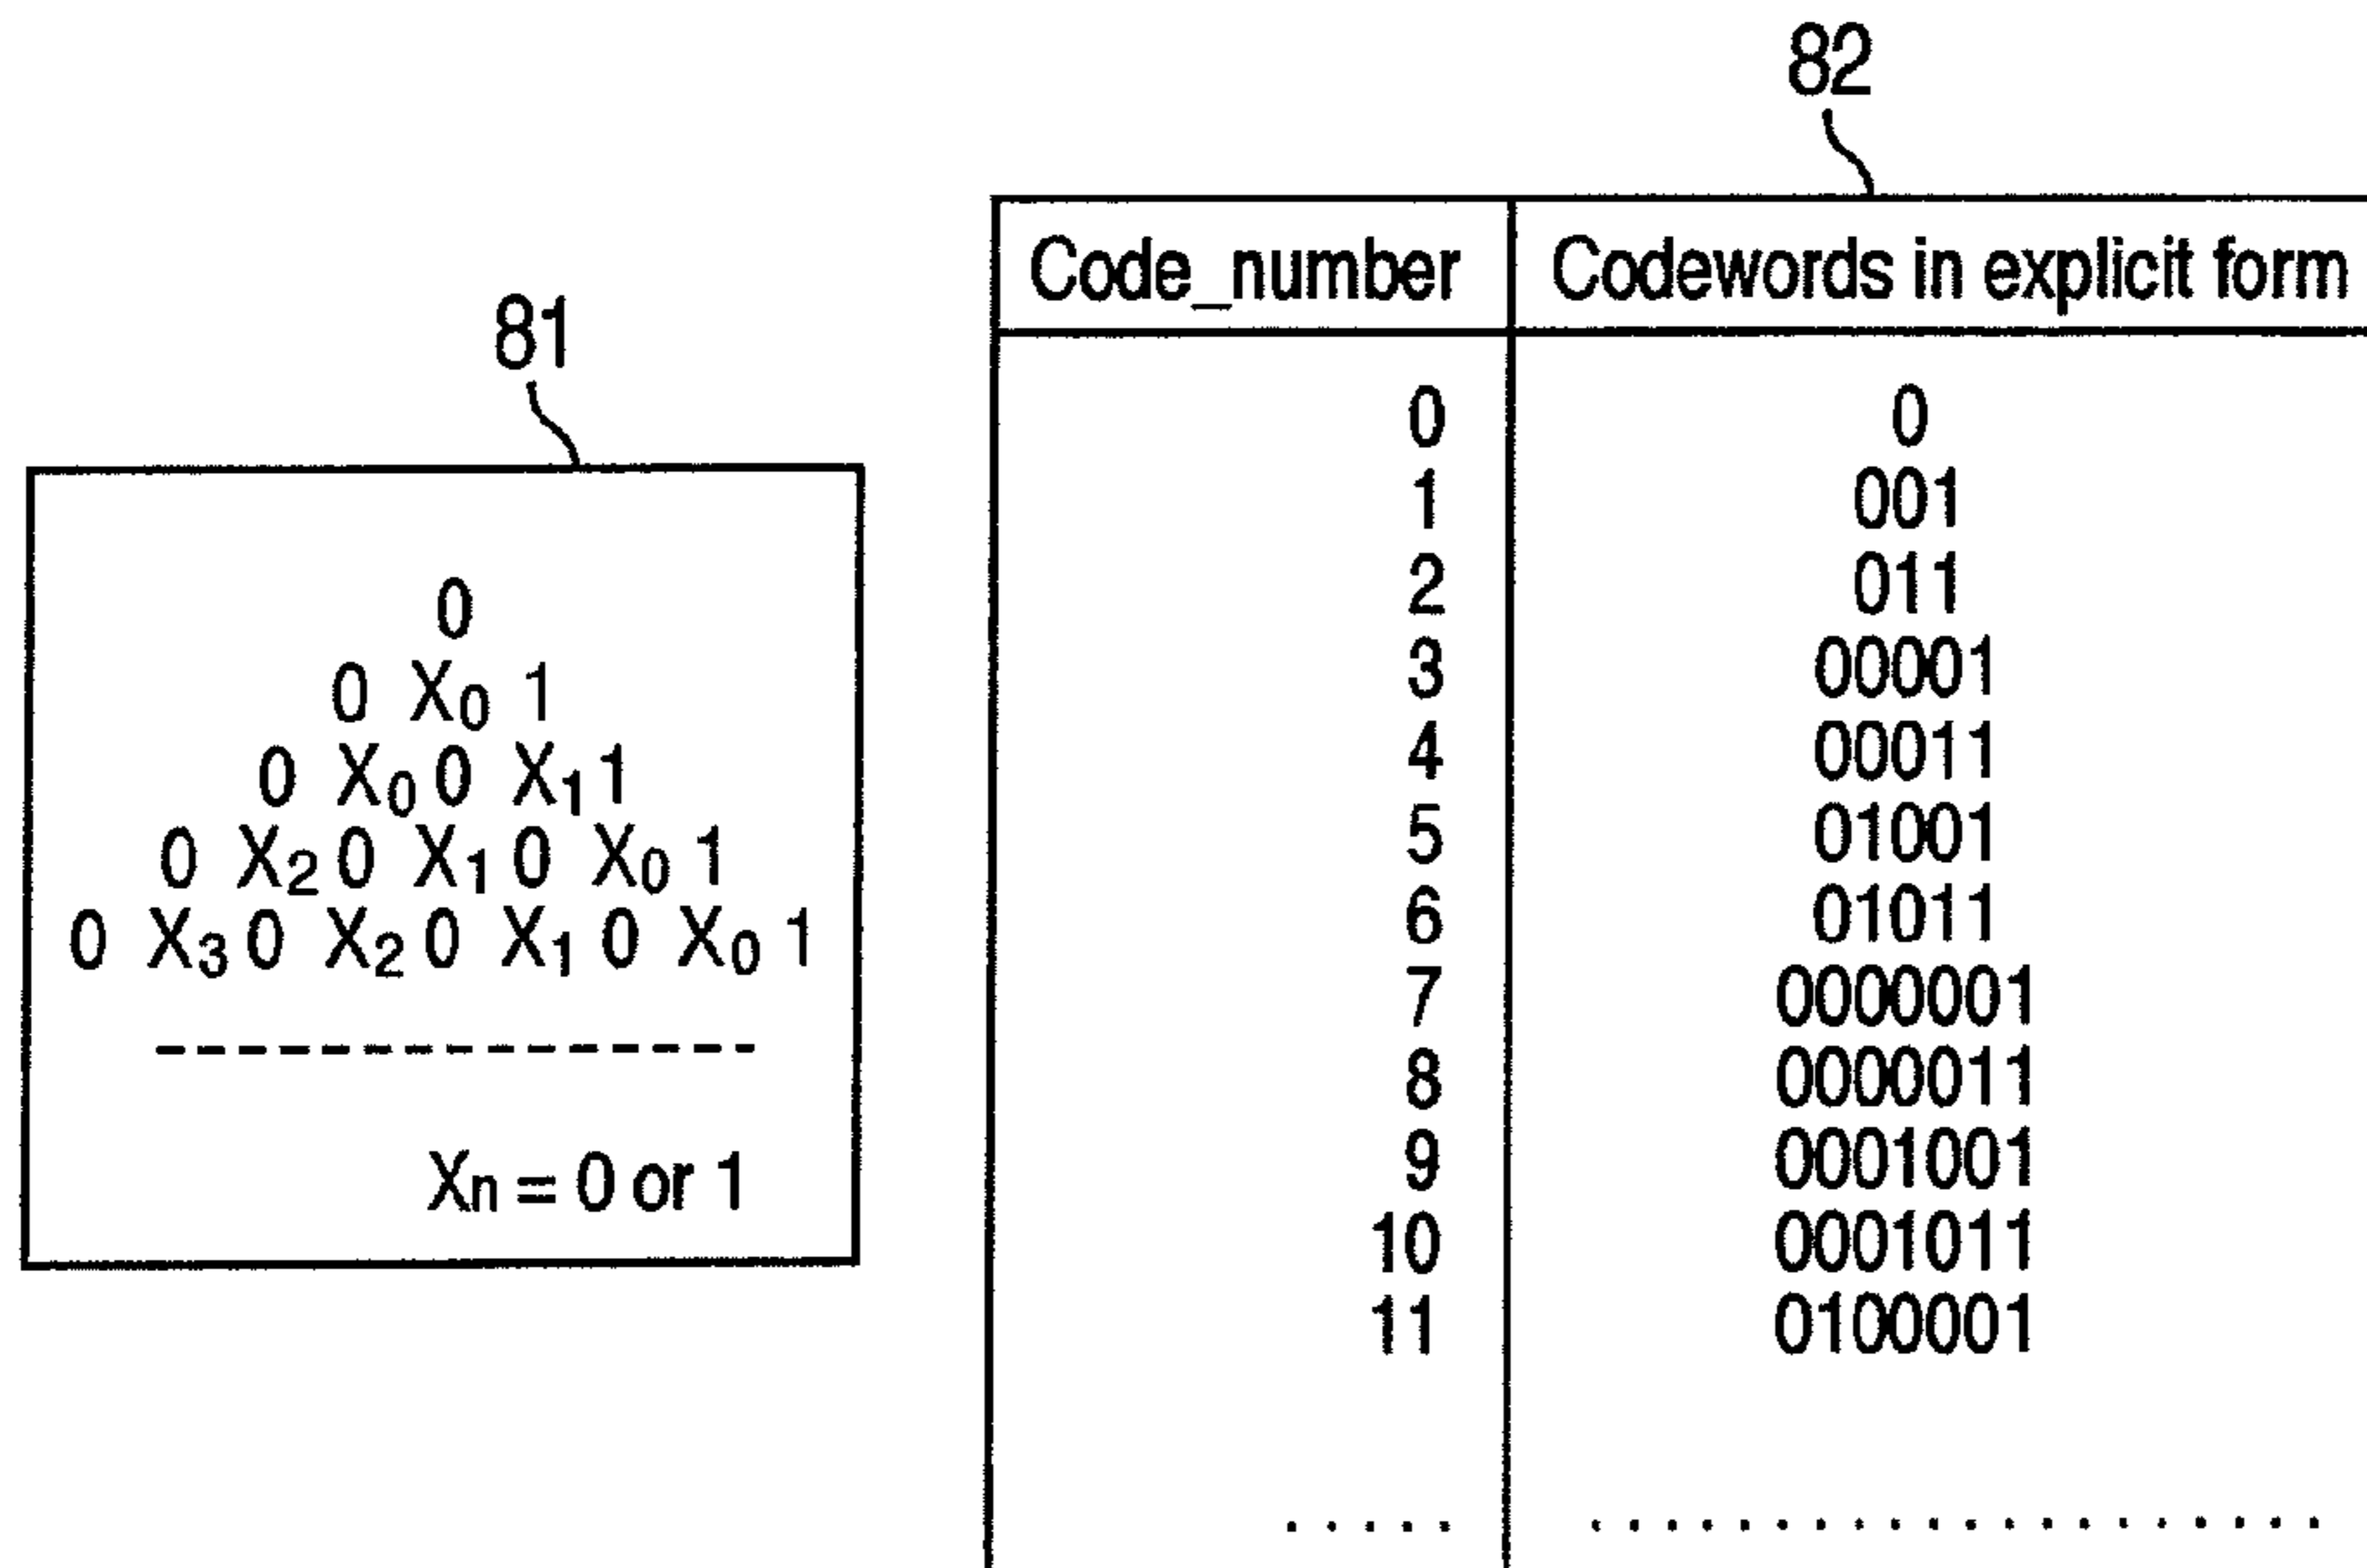 81
0
0 X0 1
0 X0 0 X1 1
0 X2 0 X1 0 X0 1
0 X3 0 X2 0 X1 0 X0 1
Xn = 0 or 1
82
Code_number Codewords in explicit form
0 0
1 001
2 011
3 00001
4 00011
5 01001
6 01011
7 0000001
8 0000011
9 0001001
10 0001011
11 0100001
..... ....................